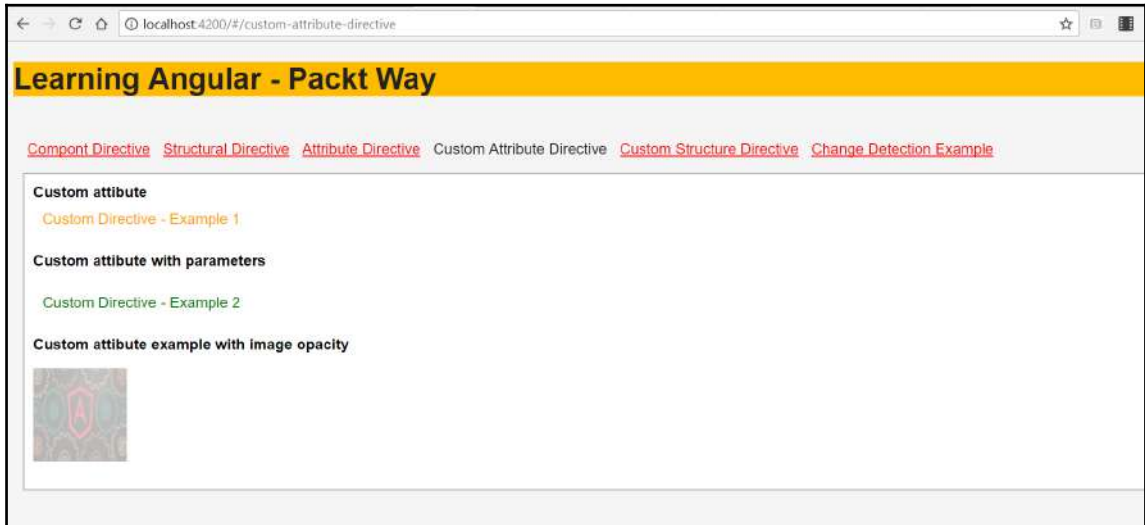 localhost:4200/#/custom-attribute-directive
Learning Angular - Packt Way
Compont Directive Structural Directive Attribute Directive Custom Attribute Directive Custom Structure Directive Change Detection Example
Custom attibute
Custom Directive - Example 1
Custom attibute with parameters
Custom Directive - Example 2
Custom attibute example with image opacity
A